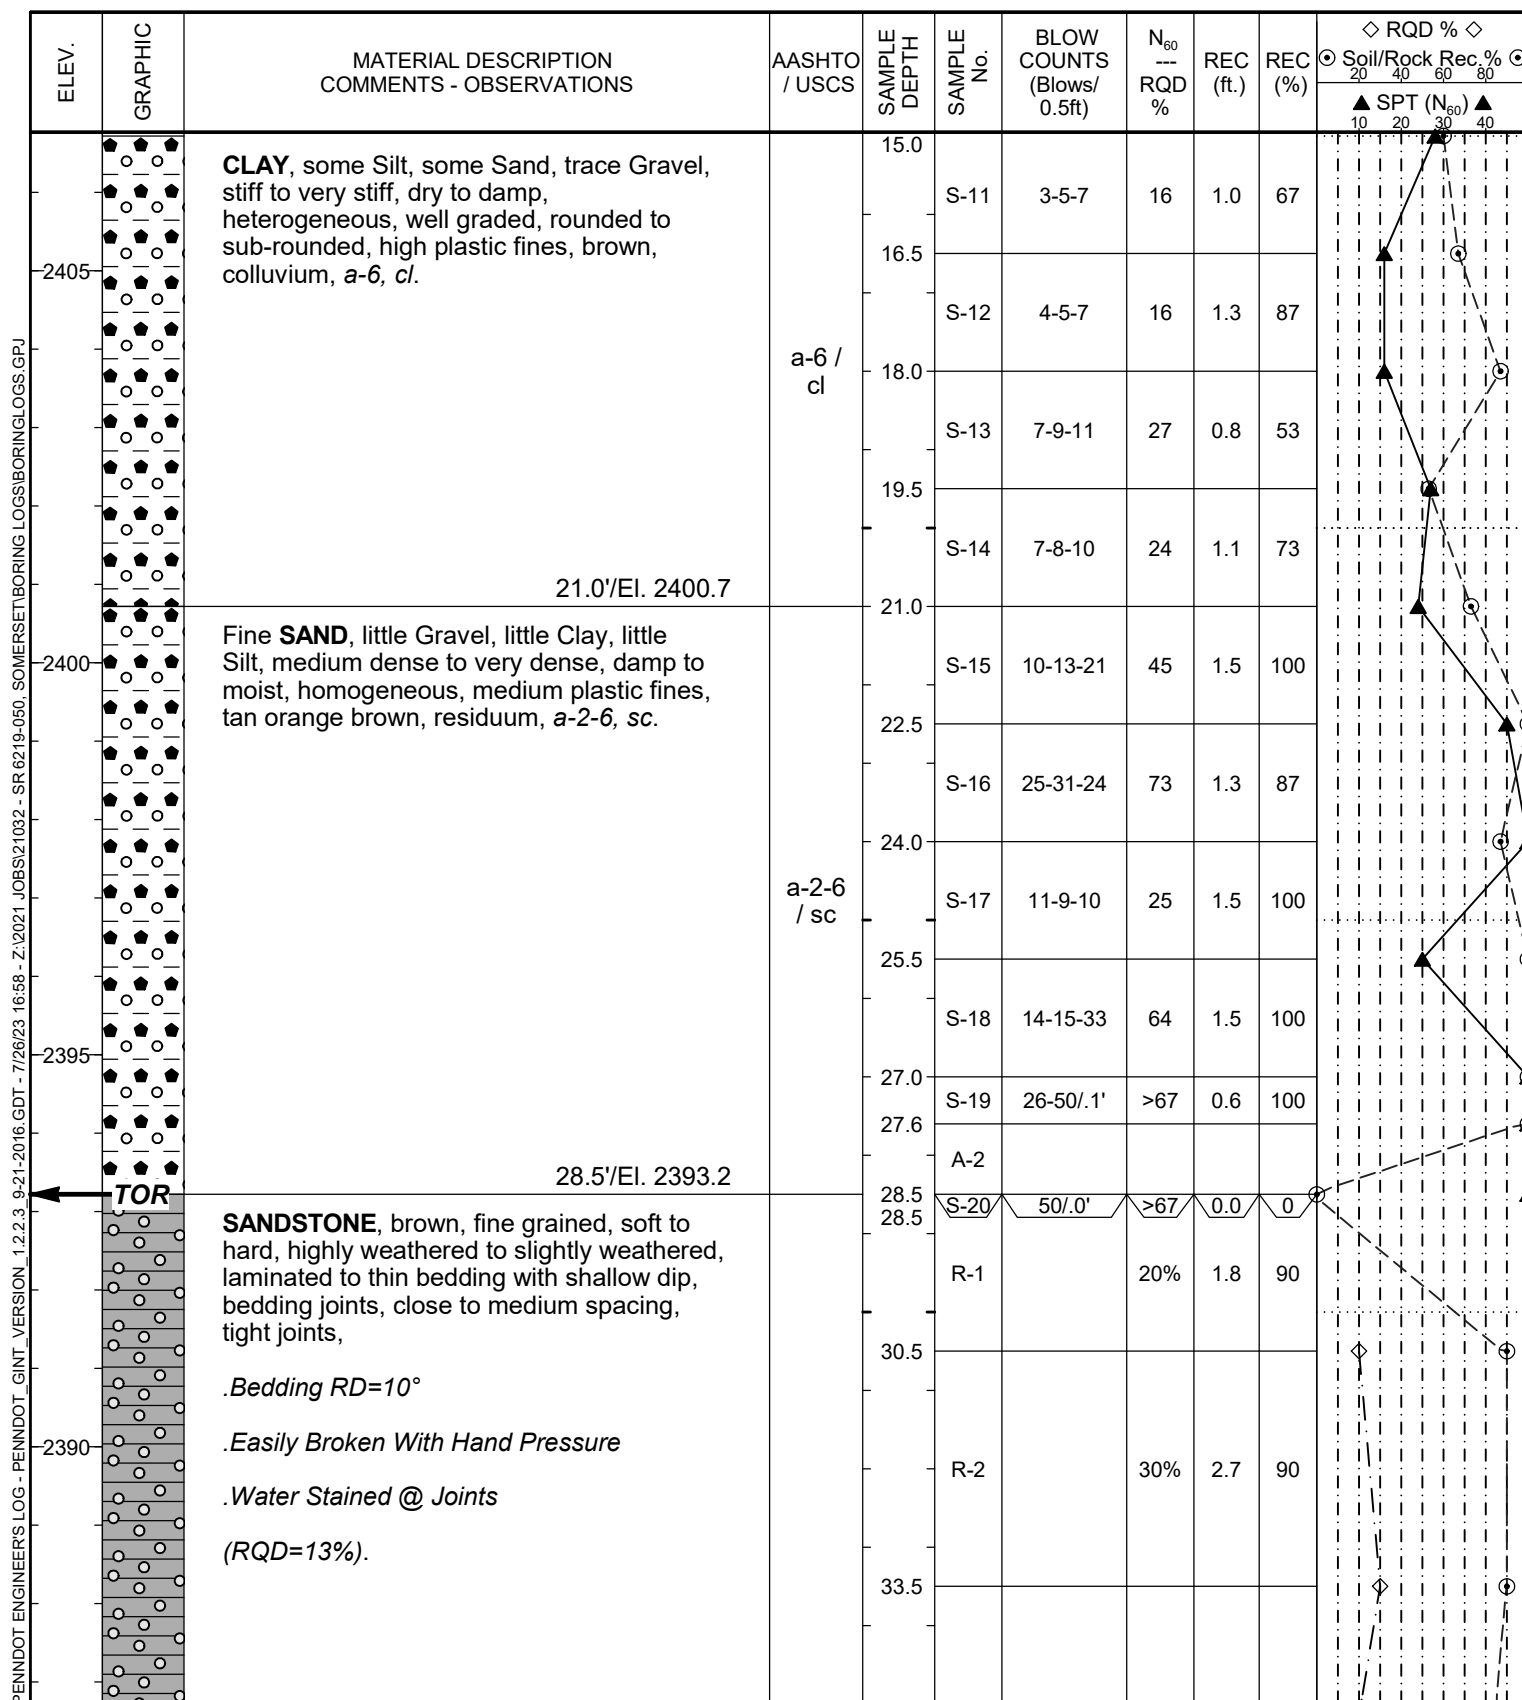 ELEV.
GRAPHIC
MATERIAL DESCRIPTION
COMMENTS - OBSERVATIONS
AASHTO
/ USCS
SAMPLE
DEPTH
SAMPLE
No.
BLOW
COUNTS
(Blows/
0.5ft)
N60
---
RQD
%
REC
(ft.)
REC
(%)
RQD %
Soil/Rock Rec.%
20 40 60 80
SPT (N60)
10 20 30 40
15.0
CLAY, some Silt, some Sand, trace Gravel,
stiff to very stiff, dry to damp,
heterogeneous, well graded, rounded to
sub-rounded, high plastic fines, brown,
colluvium, a-6, cl.
S-11 3-5-7 16 1.0 67
16.5
2405
S-12 4-5-7 16 1.3 87
a-6 /
cl
18.0
S-13 7-9-11 27 0.8 53
19.5
S-14 7-8-10 24 1.1 73
21.0'/El. 2400.7
21.0
Fine SAND, little Gravel, little Clay, little
Silt, medium dense to very dense, damp to
moist, homogeneous, medium plastic fines,
tan orange brown, residuum, a-2-6, sc.
2400
S-15 10-13-21 45 1.5 100
22.5
S-16 25-31-24 73 1.3 87
24.0
a-2-6
/ sc
S-17 11-9-10 25 1.5 100
25.5
S-18 14-15-33 64 1.5 100
2395
27.0
S-19 26-50/.1' >67 0.6 100
27.6
A-2
28.5'/El. 2393.2
TOR
28.5
S-20 50/.0' >67 0.0 0
28.5
SANDSTONE, brown, fine grained, soft to
hard, highly weathered to slightly weathered,
laminated to thin bedding with shallow dip,
bedding joints, close to medium spacing,
tight joints,
R-1 20% 1.8 90
30.5
.Bedding RD=10°
.Easily Broken With Hand Pressure
2390
R-2 30% 2.7 90
.Water Stained @ Joints
(RQD=13%).
33.5
PENNDOT ENGINEER'S LOG - PENNDOT_GINT_VERSION_1.2.2.3_9-21-2016.GDT - 7/26/23 16:58 - Z:\2021 JOBS\21032 - SR 6219-050, SOMERSET\BORING LOGS\BORINGLOGS.GPJ